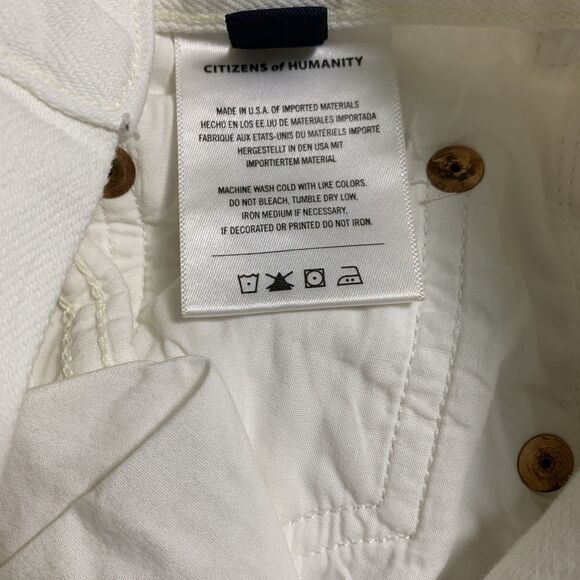 CITIZENS of HUMANITY
MADE IN U.S.A. OF IMPORTED MATERIALS
HECHO EN LOS EE.UU DE MATERIALES IMPORTADA
FABRIQUÉ AUX ETATS-UNIS DU MATÉRIELS IMPORTÉ
HERGESTELLT IN DEN USA MIT
IMPORTIERTEM MATERIAL
MACHINE WASH COLD WITH LIKE COLORS.
DO NOT BLEACH, TUMBLE DRY LOW,
IRON MEDIUM IF NECESSARY.
IF DECORATED OR PRINTED DO NOT IRON.